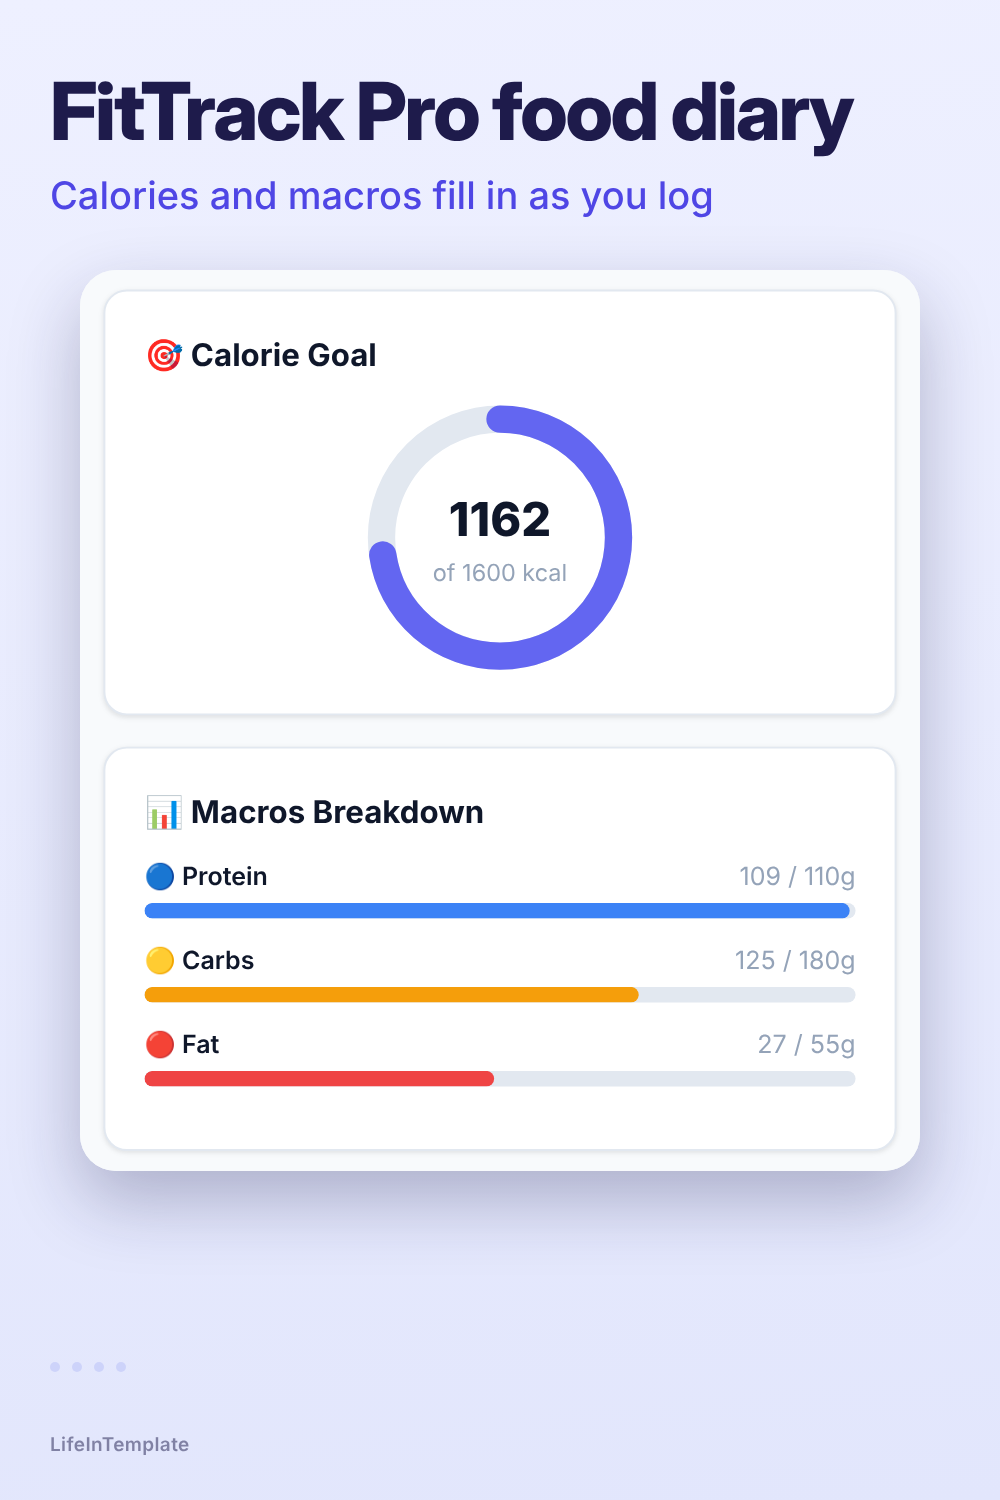 FitTrack Pro food diary
Calories and macros fill in as you log
🎯 Calorie Goal
1162
of 1600 kcal
📊 Macros Breakdown
🔵 Protein 109 / 110g
🟡 Carbs 125 / 180g
🔴 Fat 27 / 55g
LifeInTemplate